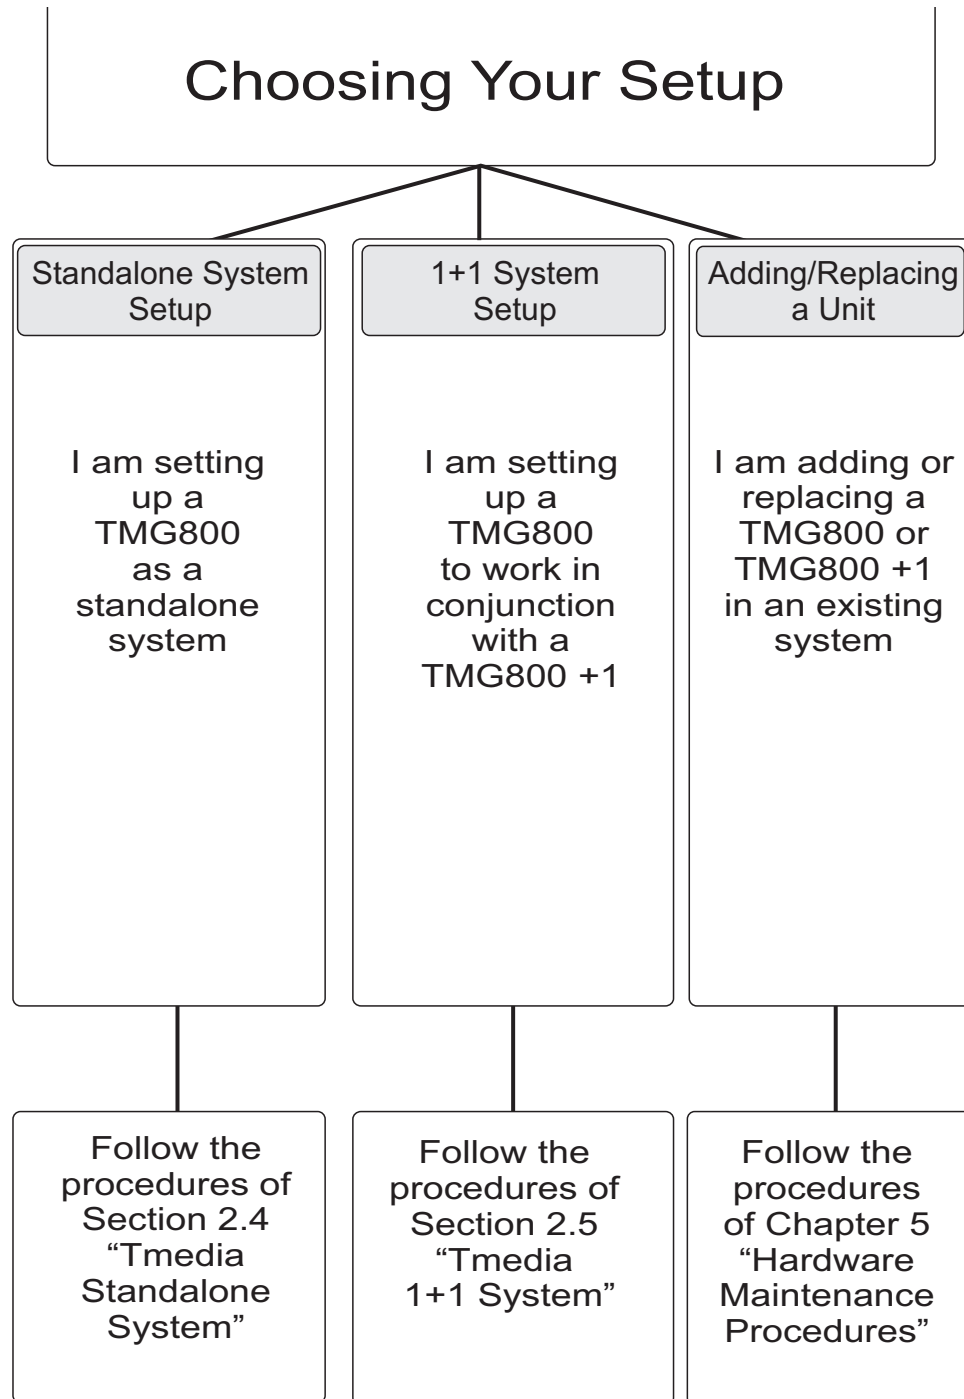 Choosing Your Setup
Standalone System
Setup
I am setting
up a
TMG800
as a
standalone
system
Follow the
procedures of
Section 2.4
“Tmedia
Standalone
System”
1+1 System
Setup
I am setting
up a
TMG800
to work in
conjunction
with a
TMG800 +1
Follow the
procedures of
Section 2.5
“Tmedia
1+1 System”
Adding/Replacing
a Unit
I am adding or
replacing a
TMG800 or
TMG800 +1
in an existing
system
Follow the
procedures
of Chapter 5
“Hardware
Maintenance
Procedures”